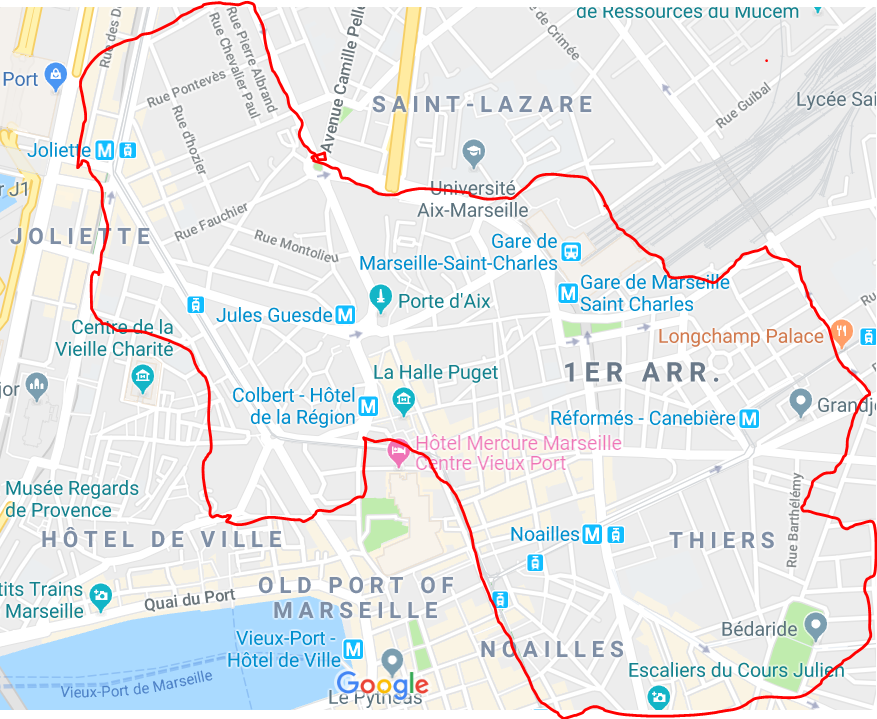 de Ressources du Mucem
Rue des D
Rue Pierre Albrand
Rue Chevalier Paul
Avenue Camille Pelle
de Crimée
Port
Rue Pontevès
SAINT-LAZARE
Rue Guibal
Lycée Sai
Rue d'hozier
Joliette
Université
Aix-Marseille
r J1
JOLIETTE
Rue Fauchier
Rue Montolieu
Gare de
Marseille-Saint-Charles
Gare de Marseille
Saint Charles
Porte d'Aix
Jules Guesde
Centre de la
Vieille Charité
Longchamp Palace
La Halle Puget
1ER ARR.
jor
Colbert - Hôtel
de la Région
Grandj
Réformés - Canebière
Hôtel Mercure Marseille
Centre Vieux Port
Musée Regards
de Provence
Rue Barthélémy
HÔTEL DE VILLE
Noailles
THIERS
tits Trains
Marseille
Quai du Port
OLD PORT OF
MARSEILLE
Bédaride
Vieux-Port -
Hôtel de Ville
NOAILLES
Escaliers du Cours Julien
Vieux-Port de Marseille
Google
Le Pythéas